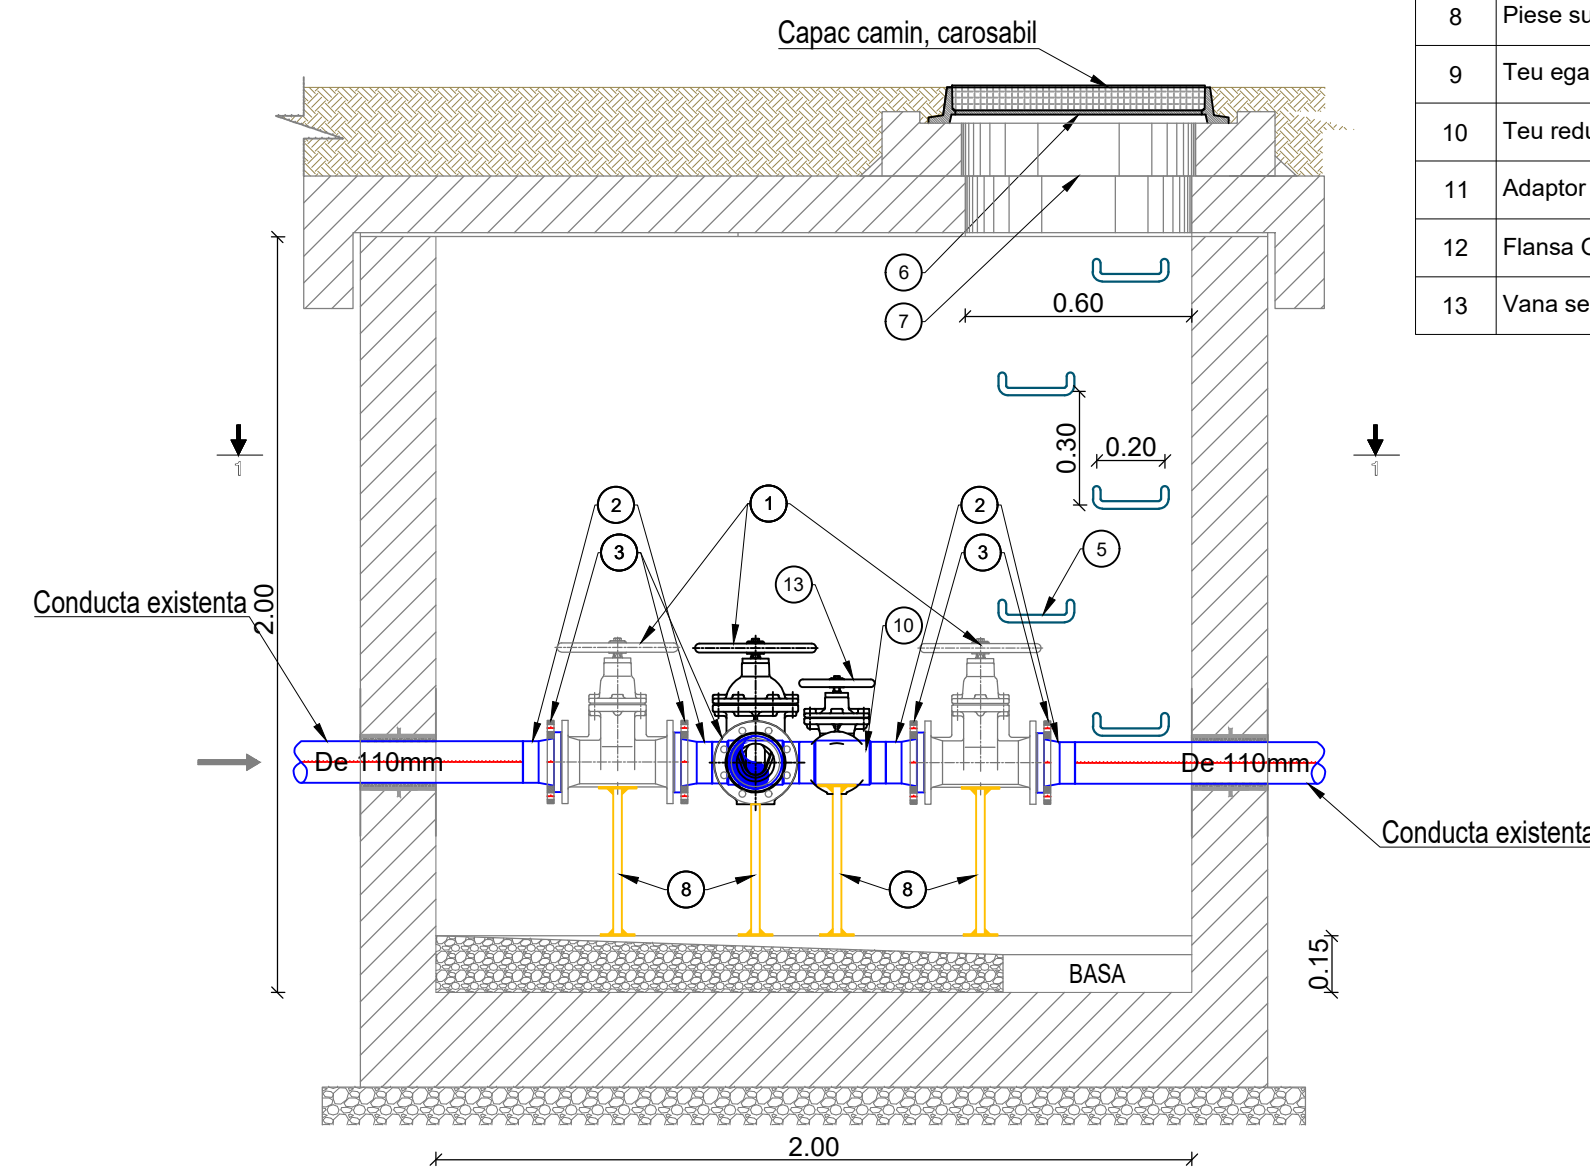 Capac camin, carosabil
8 Piese su
9 Teu ega
10 Teu redu
11 Adaptor
12 Flansa
13 Vana se
6
7
0.60
0.30
0.20
1
1
2
3
1
13
10
2
3
5
Conducta existenta
2.00
De 110mm
De 110mm
Conducta existenta
8
8
BASA
0.15
2.00